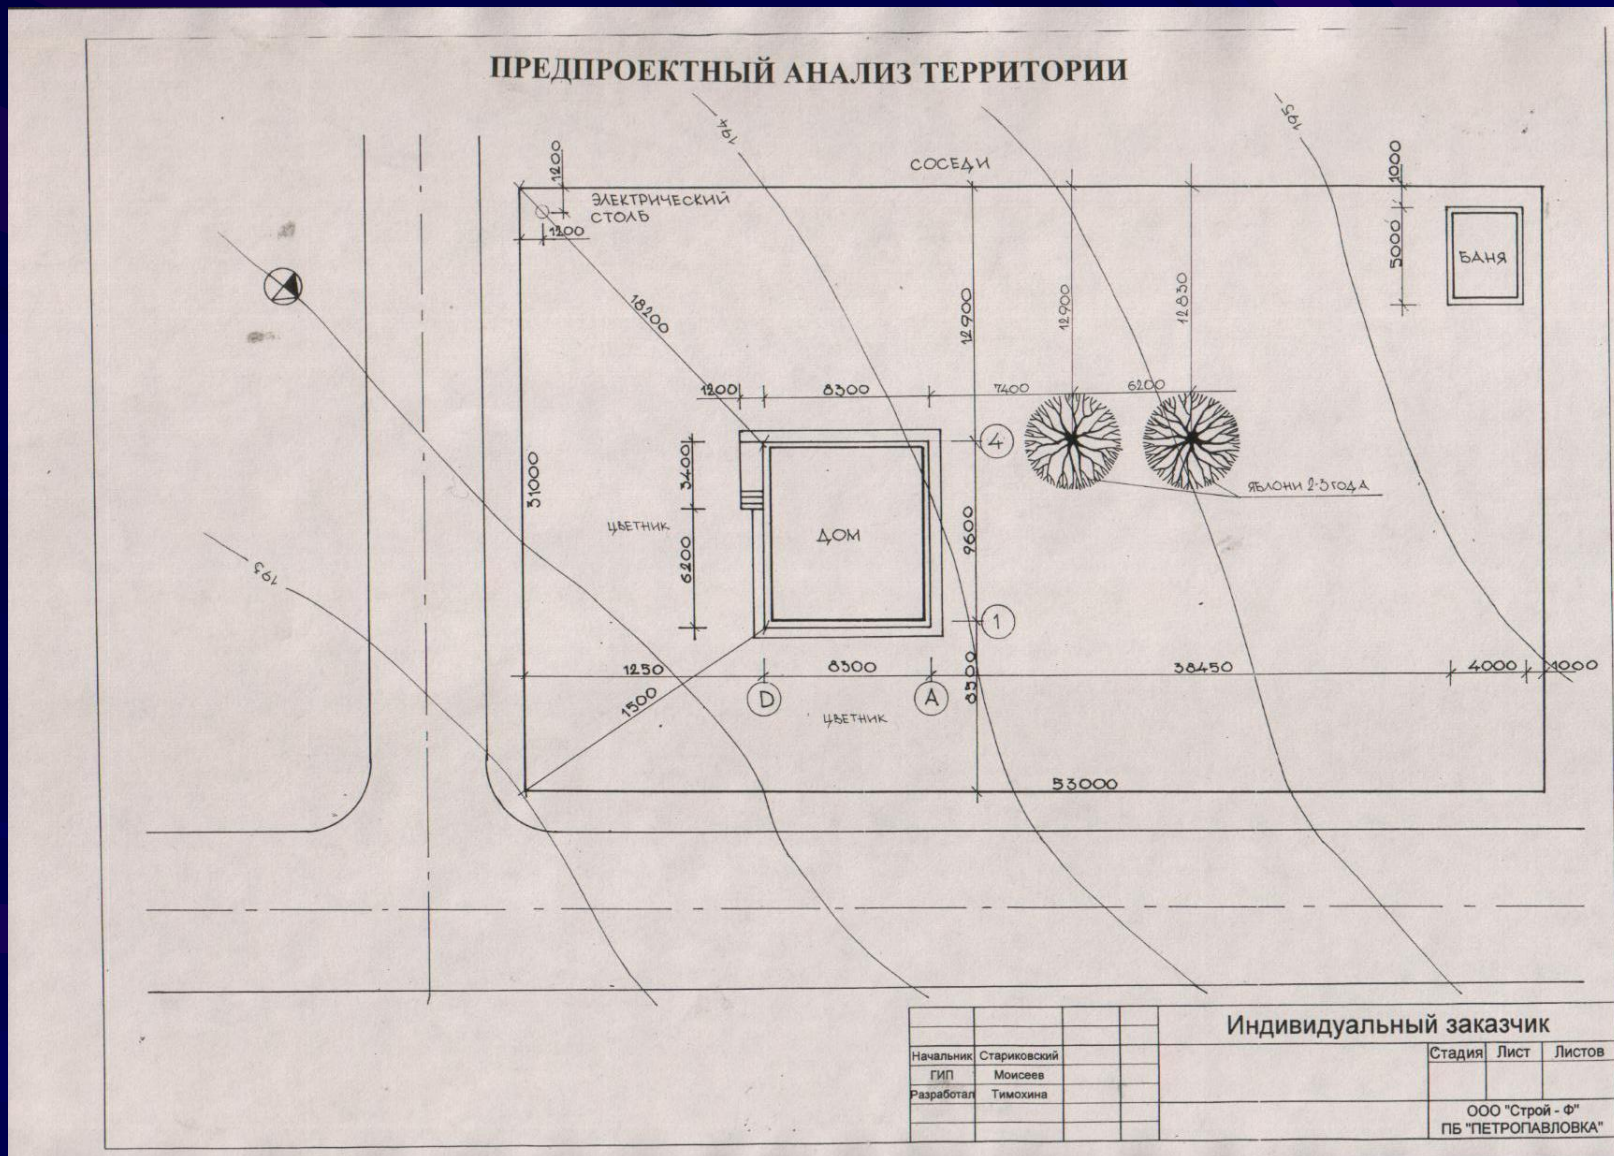 ПРЕДПРОЕКТНЫЙ АНАЛИЗ ТЕРРИТОРИИ
194
195
СОСЕДИ
1200
ЭЛЕКТРИЧЕСКИЙ
СТОЛБ
1200
1000
5000
БАНЯ
18200
12900
12900
12830
1200
8300
7400
6200
4
31000
3400
ЯБЛОНИ 2-3 ГОДА
ЦВЕТНИК
ДОМ
9600
6200
193
1
1250
8300
38450
4000
1000
1500
D
A
8500
ЦВЕТНИК
53000
Индивидуальный заказчик
Начальник Стариковский
Стадия Лист Листов
ГИП Моисеев
Разработал Тимохина
ООО "Строй - Ф"
ПБ "ПЕТРОПАВЛОВКА"